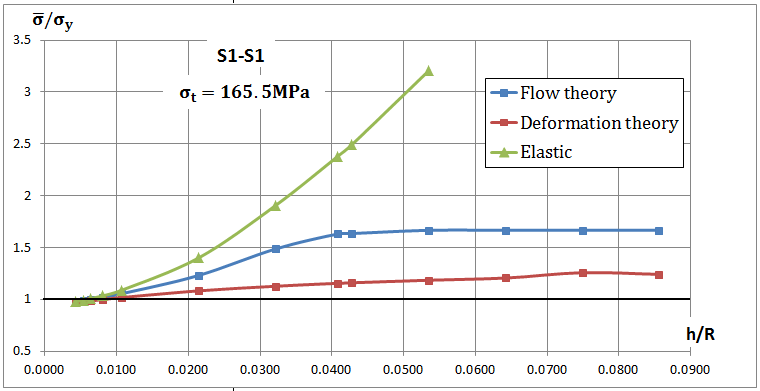 σ̅/σy
3.5
3
2.5
2
1.5
1
0.5
S1-S1
σt = 165.5MPa
Flow theory
Deformation theory
Elastic
h/R
0.0000 0.0100 0.0200 0.0300 0.0400 0.0500 0.0600 0.0700 0.0800 0.0900